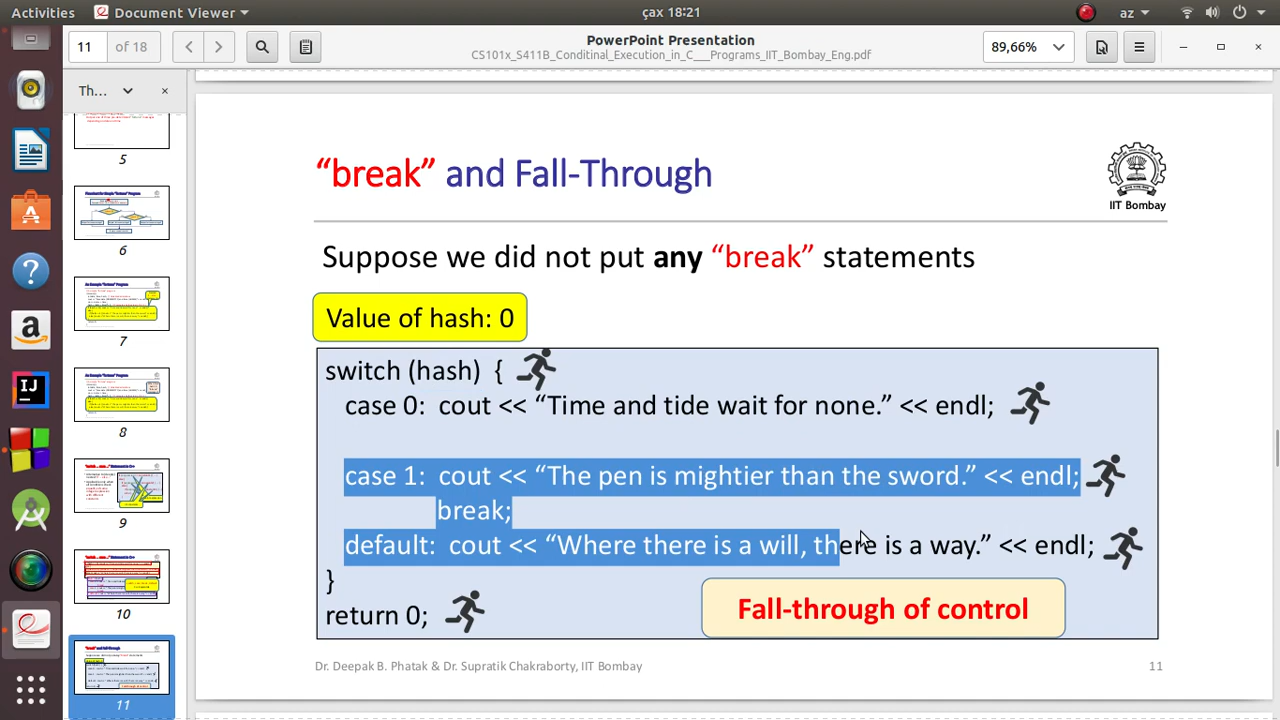 Activities
Document Viewer
çax 18:21
az
11
of 18
PowerPoint Presentation
CS101x_S411B_Conditinal_Execution_in_C___Programs_IIT_Bombay_Eng.pdf
89,66%
Th...
5
6
7
8
9
10
11
“break” and Fall-Through
IIT Bombay
Suppose we did not put any “break” statements
Value of hash: 0
switch (hash) {
case 0: cout << “Time and tide wait for none.” << endl;
case 1: cout << “The pen is mightier than the sword.” << endl;
break;
default: cout << “Where there is a will, there is a way.” << endl;
}
return 0;
Fall-through of control
Dr. Deepak B. Phatak & Dr. Supratik Chakraborty, IIT Bombay
11